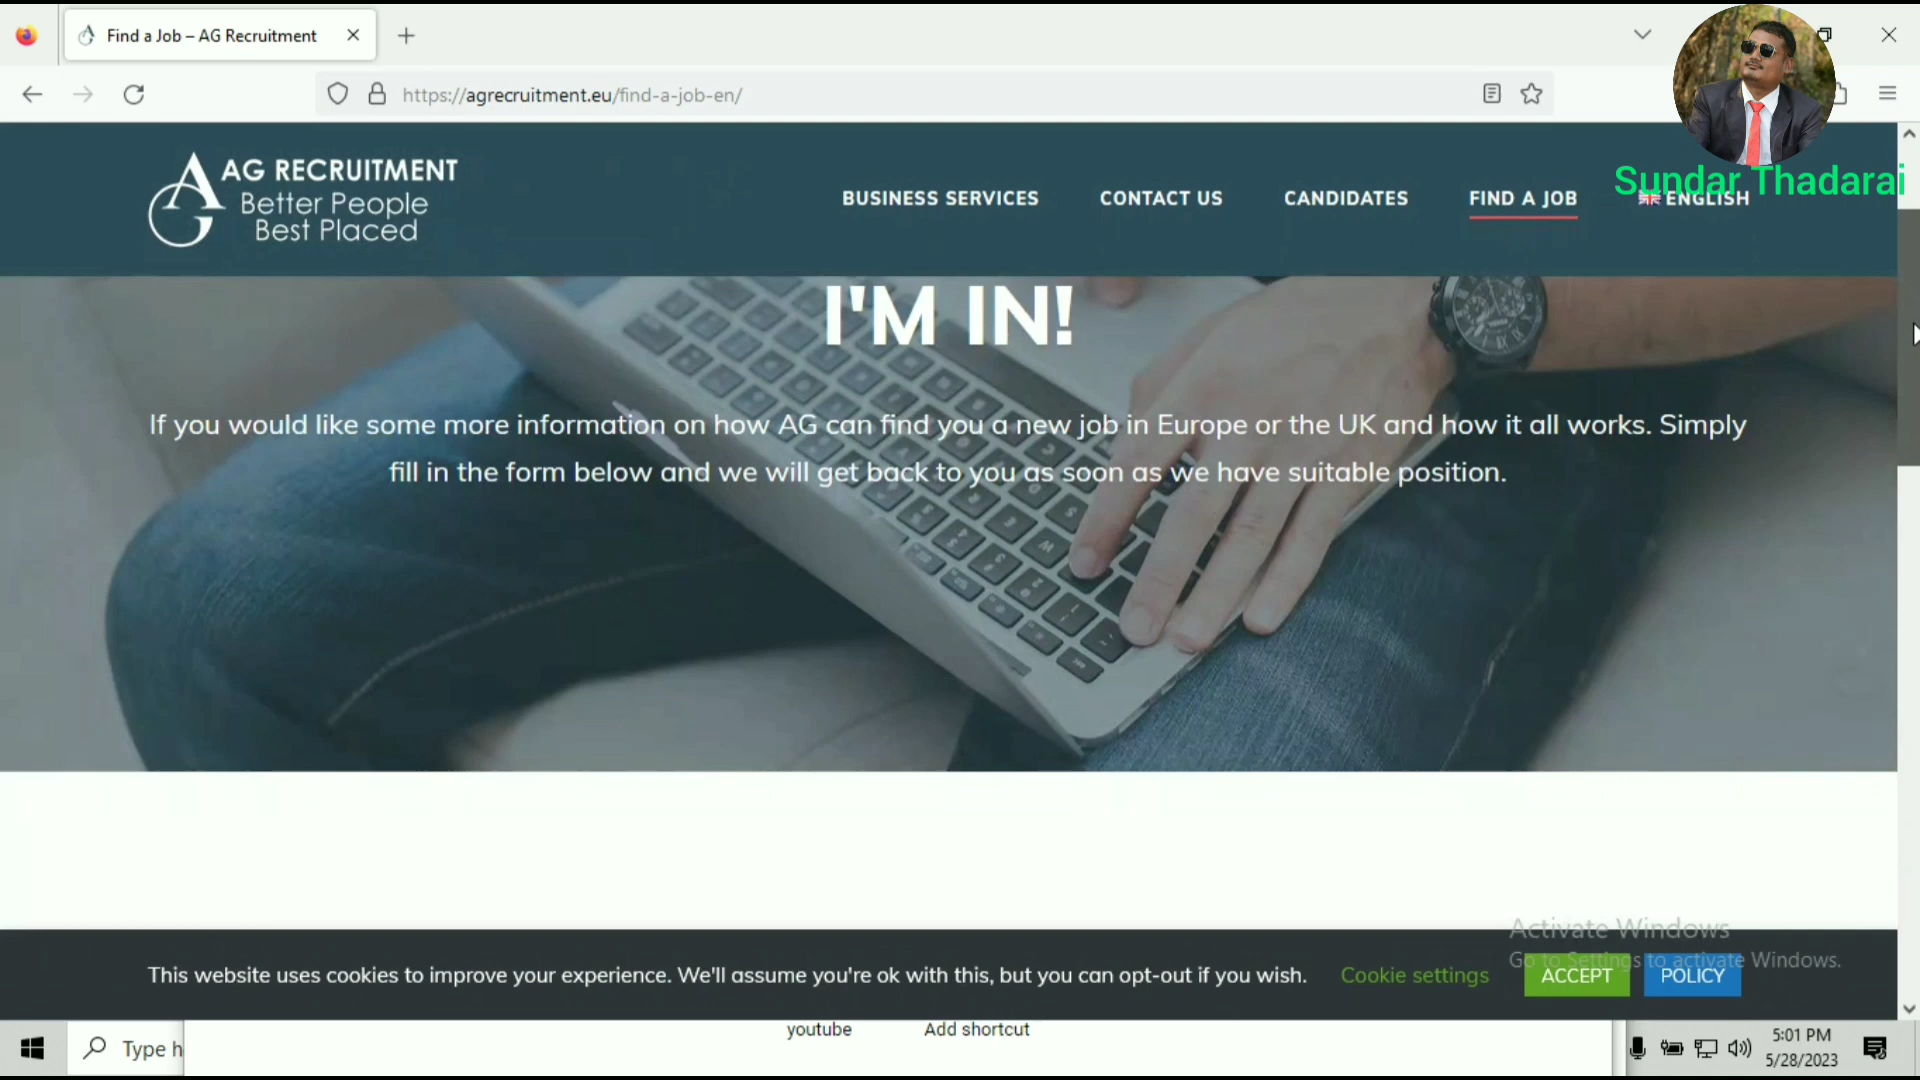 Find a Job – AG Recruitment
https://agrecruitment.eu/find-a-job-en/
Sundar Thadarai
AG RECRUITMENT
Better People
Best Placed
BUSINESS SERVICES
CONTACT US
CANDIDATES
FIND A JOB
ENGLISH
I'M IN!
If you would like some more information on how AG can find you a new job in Europe or the UK and how it all works. Simply
fill in the form below and we will get back to you as soon as we have suitable position.
Activate Windows
Go to Settings to activate Windows.
This website uses cookies to improve your experience. We'll assume you're ok with this, but you can opt-out if you wish.
Cookie settings
ACCEPT
POLICY
youtube
Add shortcut
Type h
5:01 PM
5/28/2023